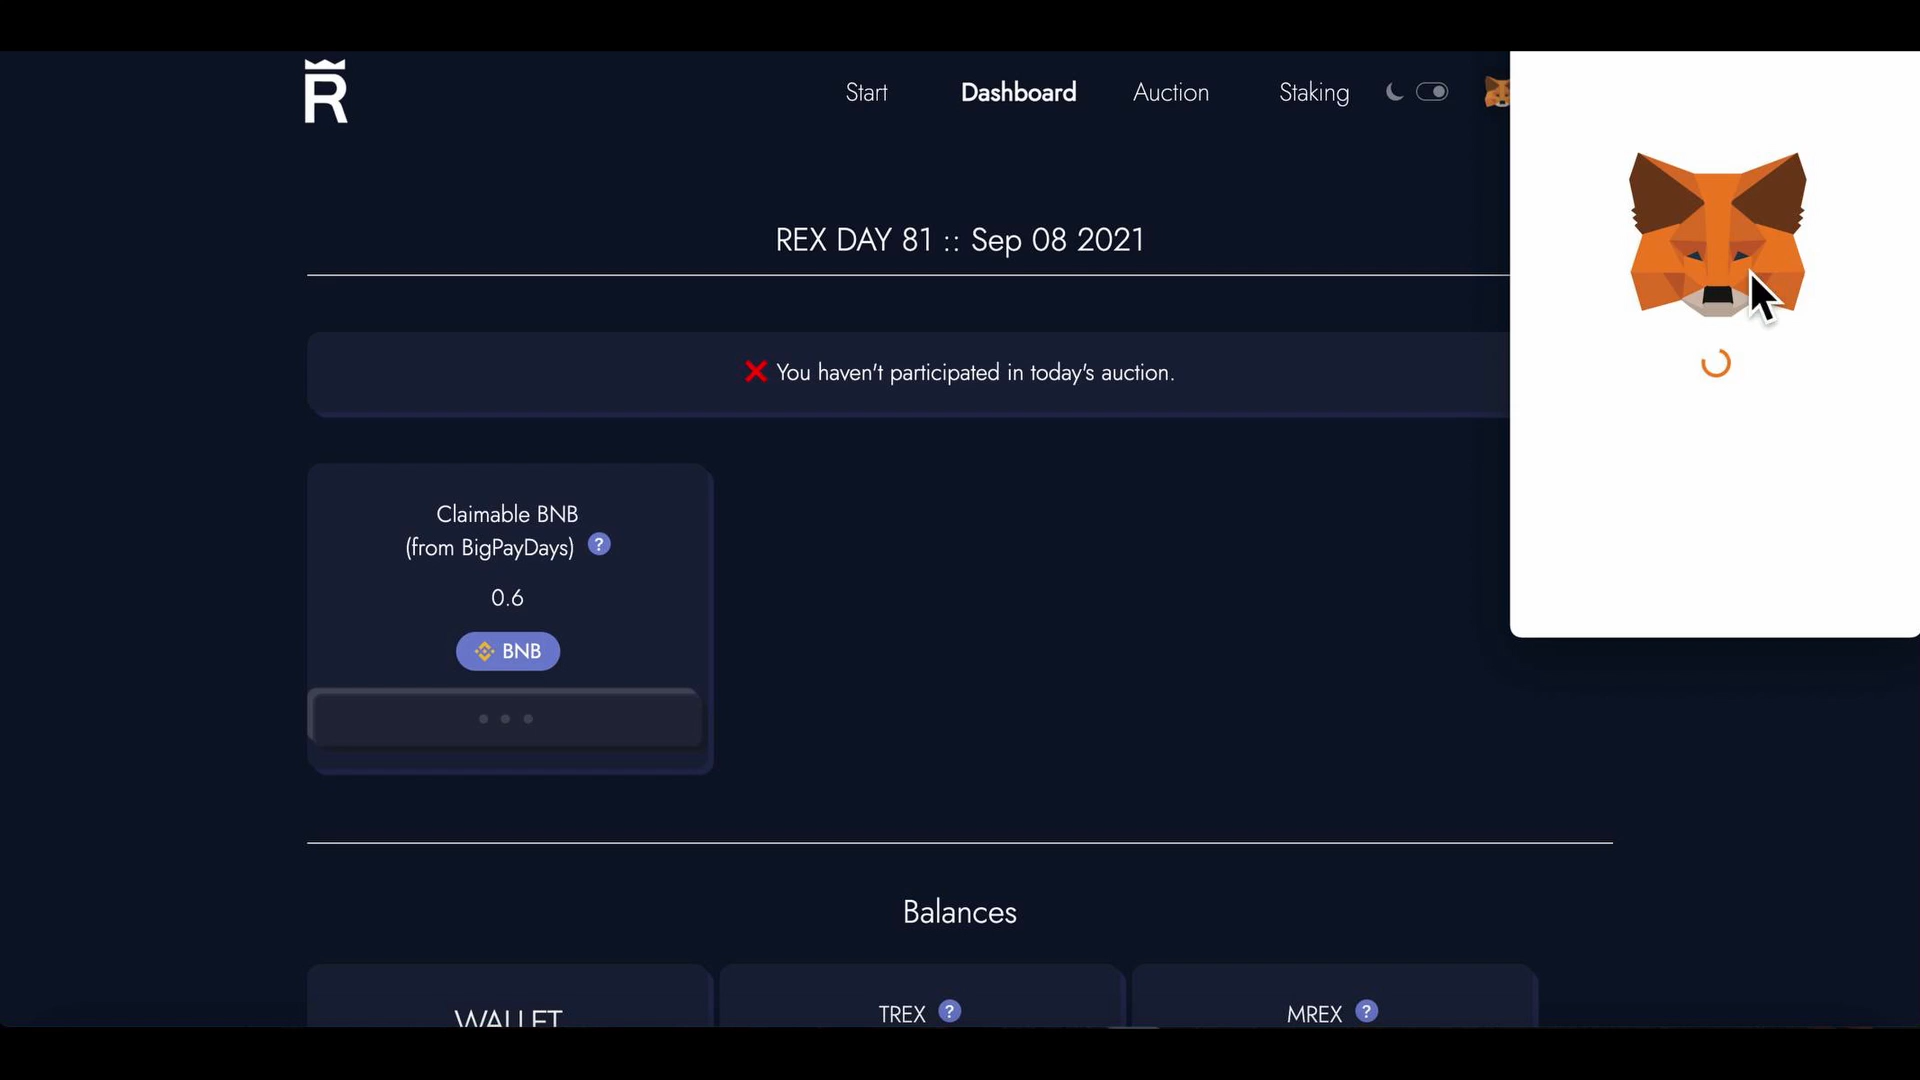 R
Start
Dashboard
Auction
Staking
REX DAY 81 :: Sep 08 2021
You haven't participated in today's auction.
Claimable BNB
(from BigPayDays) ?
0.6
BNB
Balances
WALLET
TREX ?
MREX ?